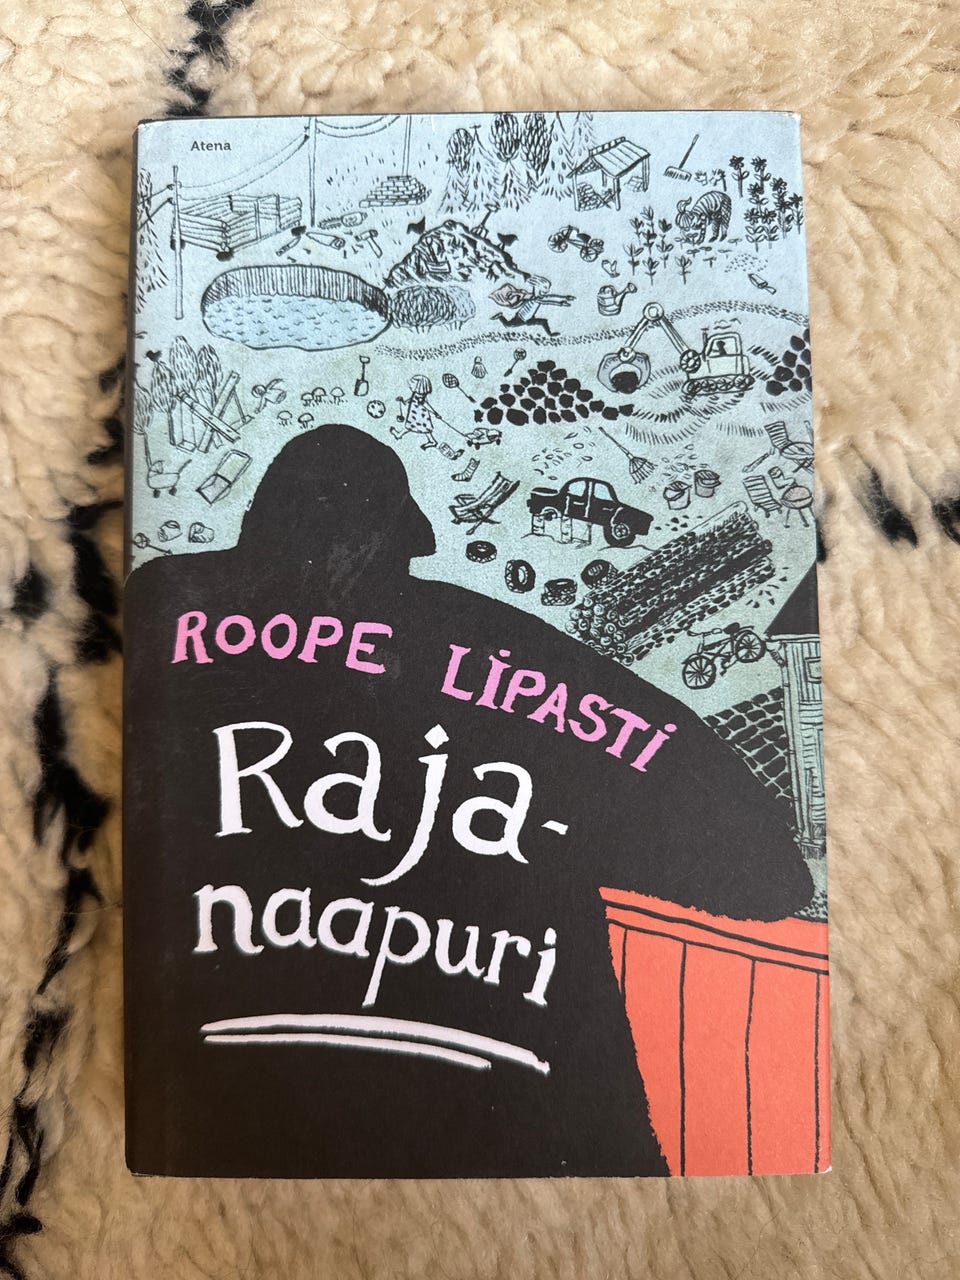 Atena
ROOPE LIPASTI
Raja-
naapuri